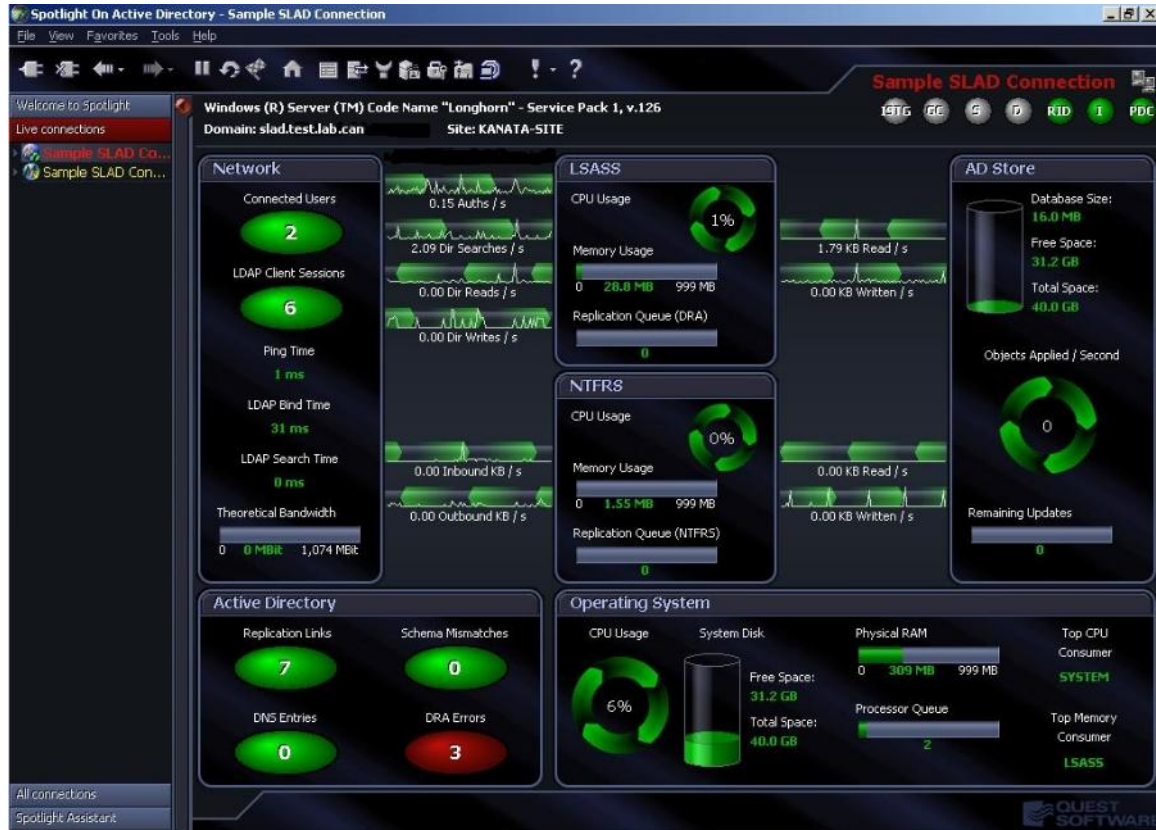 Spotlight On Active Directory - Sample SLAD Connection
File View Favorites Tools Help
Sample SLAD Connection
Welcome to Spotlight
Live connections
Sample SLAD Co...
Sample SLAD Con...
Windows (R) Server (TM) Code Name "Longhorn" - Service Pack 1, v.126
Domain: slad.test.lab.can Site: KANATA-SITE
ISTG GC S D RID I PDC
Network
Connected Users
2
LDAP Client Sessions
6
Ping Time
1 ms
LDAP Bind Time
31 ms
LDAP Search Time
0 ms
Theoretical Bandwidth
0 0 MBit 1,074 MBit
0.15 Auths / s
2.09 Dir Searches / s
0.00 Dir Reads / s
0.00 Dir Writes / s
0.00 Inbound KB / s
0.00 Outbound KB / s
LSASS
CPU Usage
1%
Memory Usage
0 28.8 MB 999 MB
Replication Queue (DRA)
0
NTFRS
CPU Usage
0%
Memory Usage
0 1.55 MB 999 MB
Replication Queue (NTFRS)
0
1.79 KB Read / s
0.00 KB Written / s
0.00 KB Read / s
0.00 KB Written / s
AD Store
Database Size:
16.0 MB
Free Space:
31.2 GB
Total Space:
40.0 GB
Objects Applied / Second
0
Remaining Updates
0
Active Directory
Replication Links
7
Schema Mismatches
0
DNS Entries
0
DRA Errors
3
Operating System
CPU Usage
6%
System Disk
Free Space:
31.2 GB
Total Space:
40.0 GB
Physical RAM
0 309 MB 999 MB
Processor Queue
2
Top CPU
Consumer
SYSTEM
Top Memory
Consumer
LSASS
All connections
Spotlight Assistant
QUEST
SOFTWARE